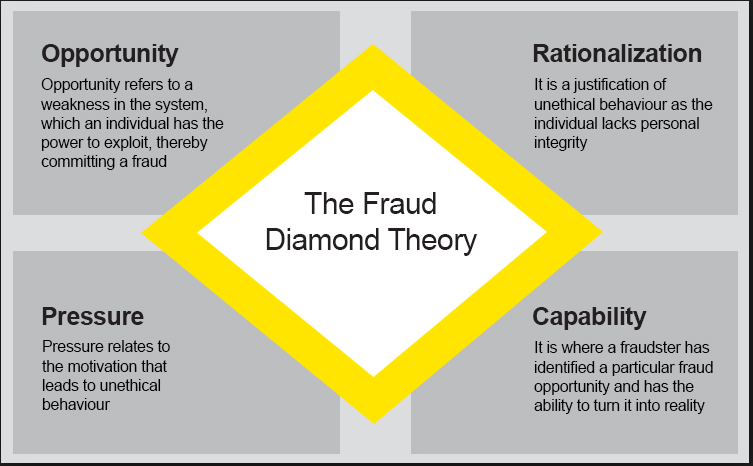 Opportunity
Opportunity refers to a
weakness in the system,
which an individual has the
power to exploit, thereby
committing a fraud
Rationalization
It is a justification of
unethical behaviour as the
individual lacks personal
integrity
The Fraud
Diamond Theory
Pressure
Pressure relates to
the motivation that
leads to unethical
behaviour
Capability
It is where a fraudster has
identified a particular fraud
opportunity and has the
ability to turn it into reality